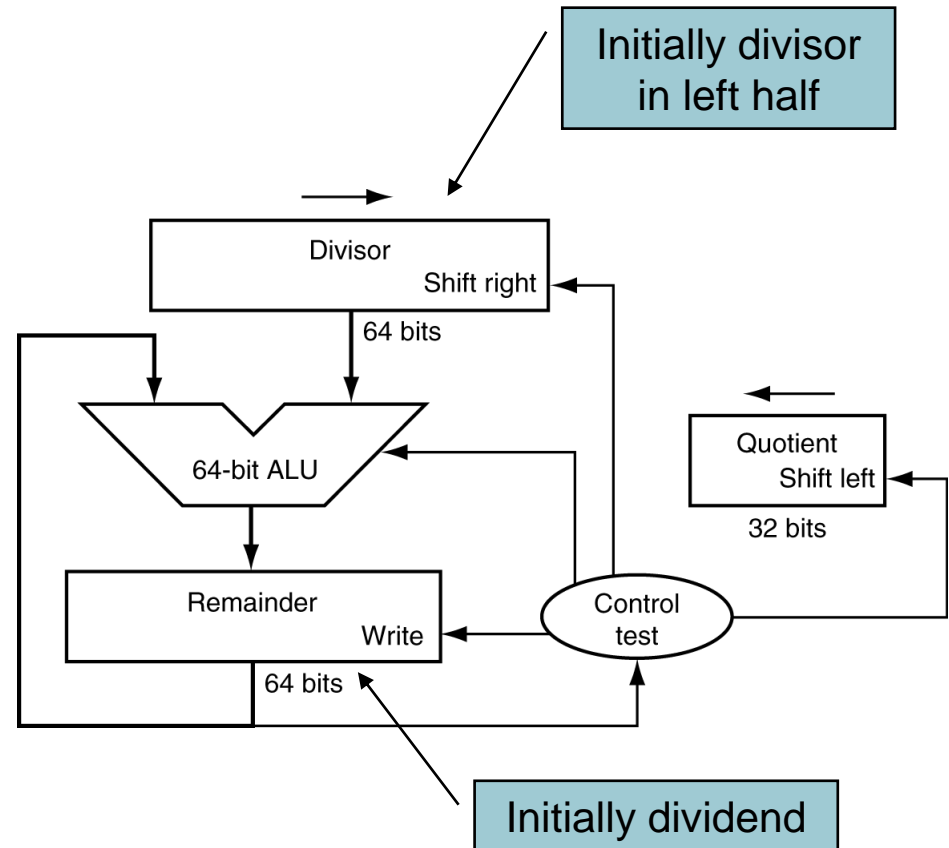 Initially divisor
in left half
Divisor
Shift right
64 bits
64-bit ALU
Quotient
Shift left
32 bits
Remainder
Write
Control
test
64 bits
Initially dividend